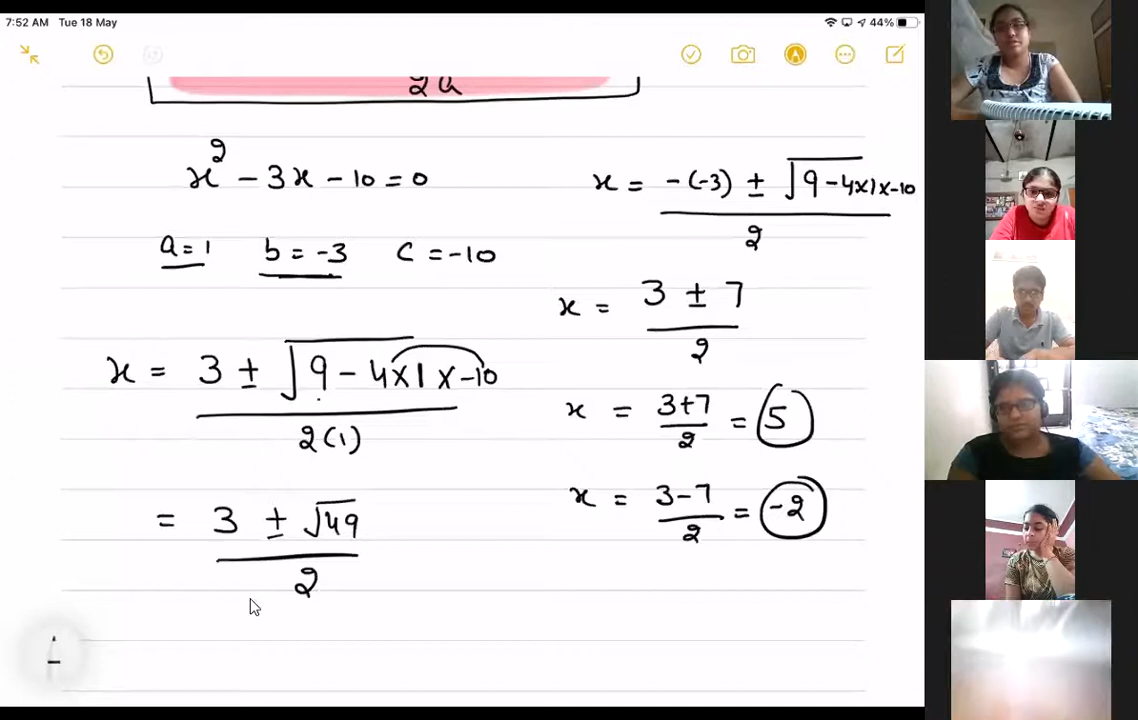 7:52 AM Tue 18 May
44%
2a
x² - 3x - 10 = 0
a = 1 b = -3 c = -10
x = 3 ± √9 - 4x1x-10
2(1)
= 3 ± √49
2
x = -(-3) ± √9 - 4x1x-10
2
x = 3 ± 7
2
x = 3+7 = 5
2
x = 3-7 = -2
2